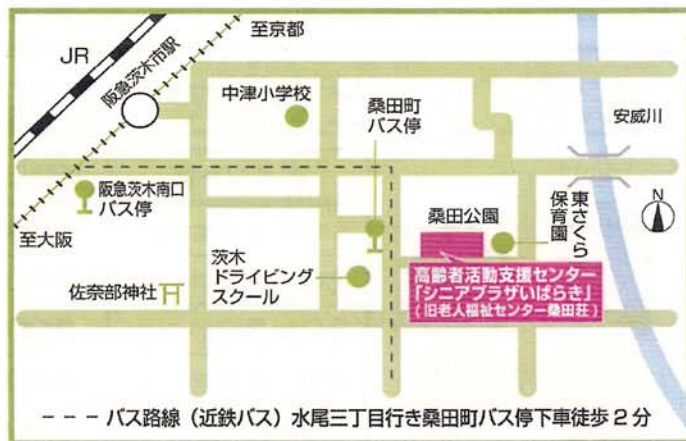 至京都
JR
阪急茨木市駅
中津小学校
桑田町
バス停
安威川
阪急茨木南口
バス停
桑田公園
東さくら
保育園
N
至大阪
茨木
ドライビング
スクール
高齢者活動支援センター
「シニアプラザいばらき」
(旧老人福祉センター桑田荘)
佐奈部神社
バス路線（近鉄バス）水尾三丁目行き桑田町バス停下車徒歩2分